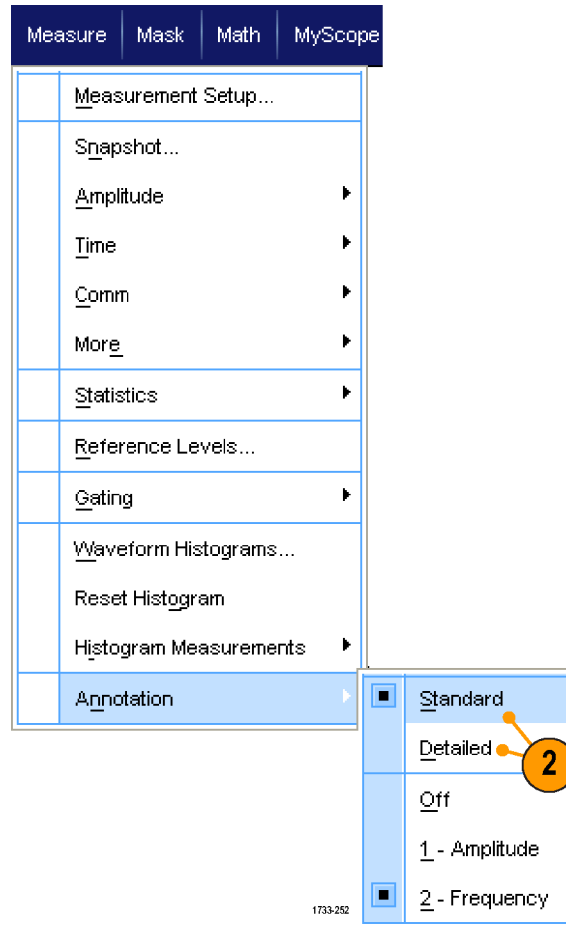 Measure Mask Math MyScope
Measurement Setup...
Snapshot...
Amplitude
Time
Comm
More
Statistics
Reference Levels...
Gating
Waveform Histograms...
Reset Histogram
Histogram Measurements
Annotation
Standard
Detailed
2
Off
1 - Amplitude
2 - Frequency
1733-252